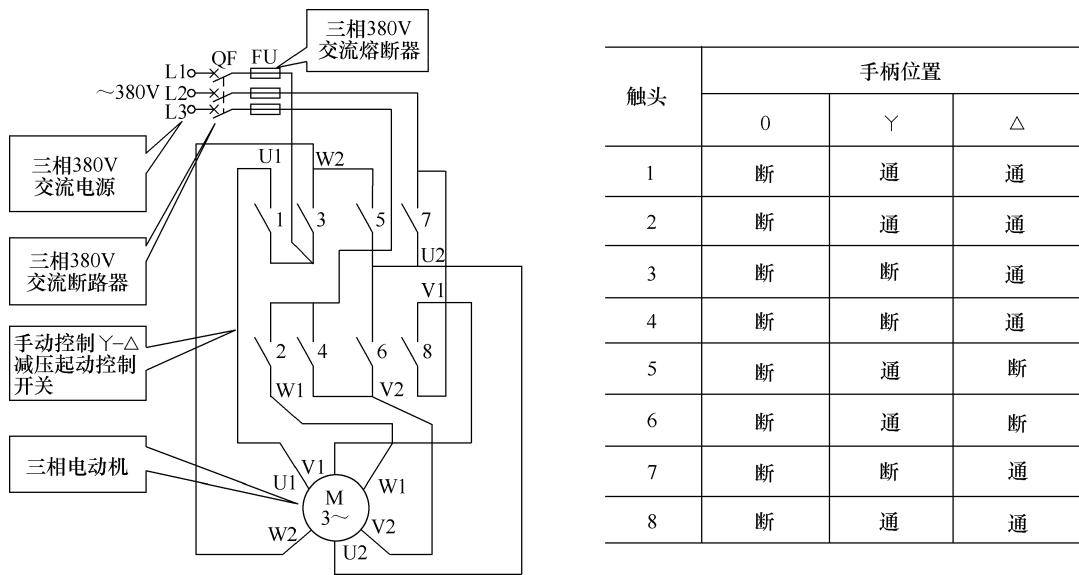 三相380V
交流熔断器
QF
FU
L1
~380V
L2
L3
三相380V
交流电源
U1
W2
1
3
5
7
三相380V
交流断路器
U2
V1
手动控制Y-△
减压起动控制
开关
2
4
6
8
W1
V2
三相电动机
V1
U1
W1
M
3~
W2
V2
U2
触头
手柄位置
0 Y △
1 断 通 通
2 断 通 通
3 断 断 通
4 断 断 通
5 断 通 断
6 断 通 断
7 断 断 通
8 断 通 通